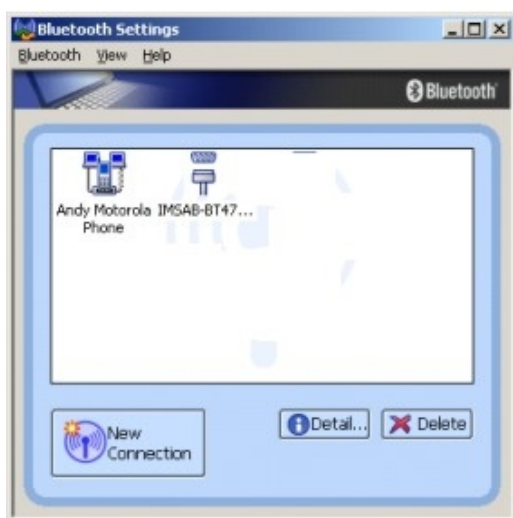 Bluetooth Settings
Bluetooth View Help
Bluetooth
Andy Motorola
Phone
IMSAB-BT47...
New
Connection
Detail...
Delete